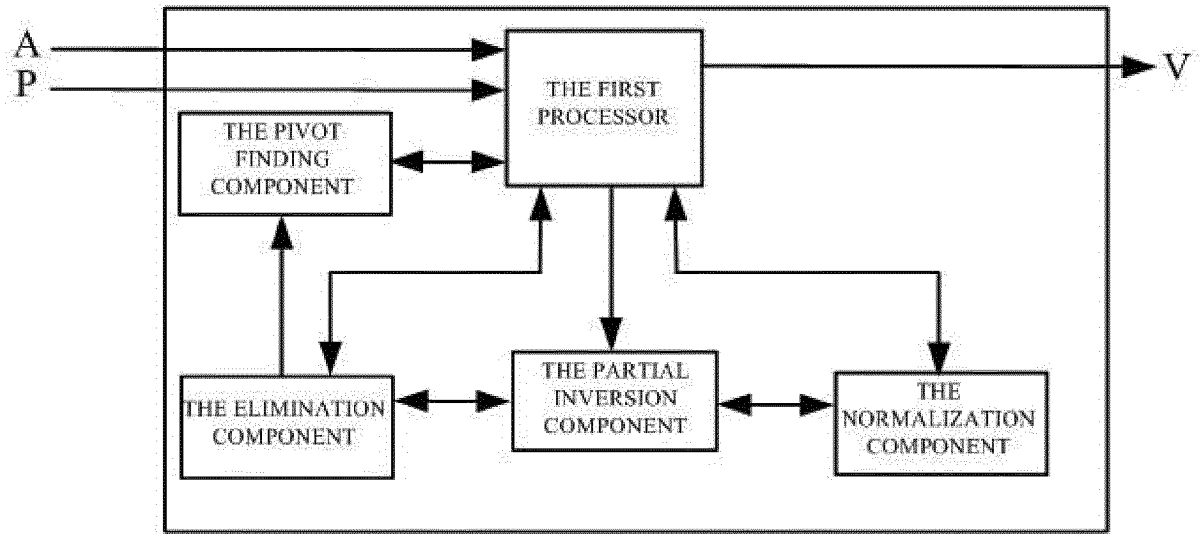 A
P
THE FIRST
PROCESSOR
V
THE PIVOT
FINDING
COMPONENT
THE ELIMINATION
COMPONENT
THE PARTIAL
INVERSION
COMPONENT
THE
NORMALIZATION
COMPONENT